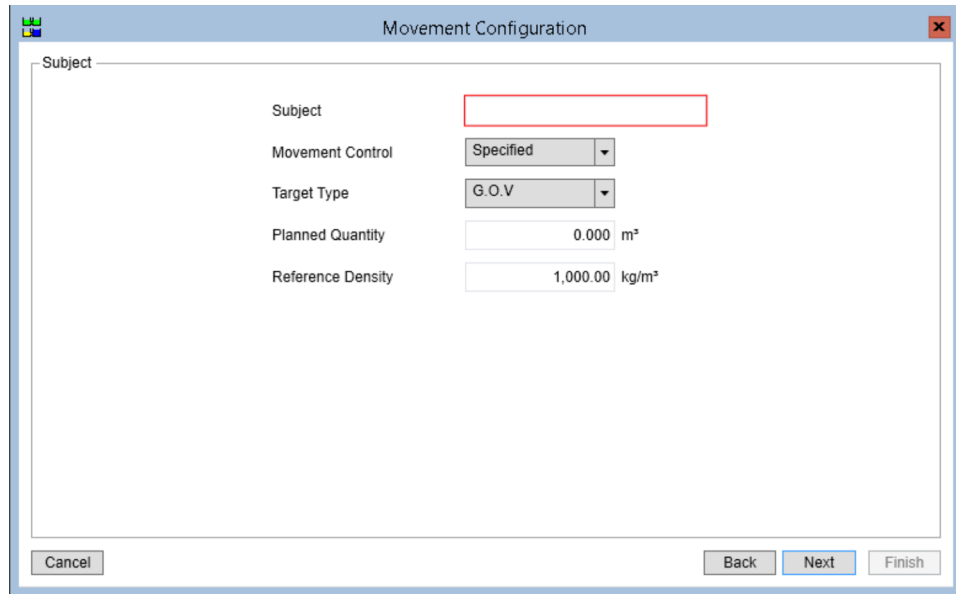 Movement Configuration
Subject
Subject
Movement Control Specified
Target Type G.O.V
Planned Quantity 0.000 m³
Reference Density 1,000.00 kg/m³
Cancel Back Next Finish